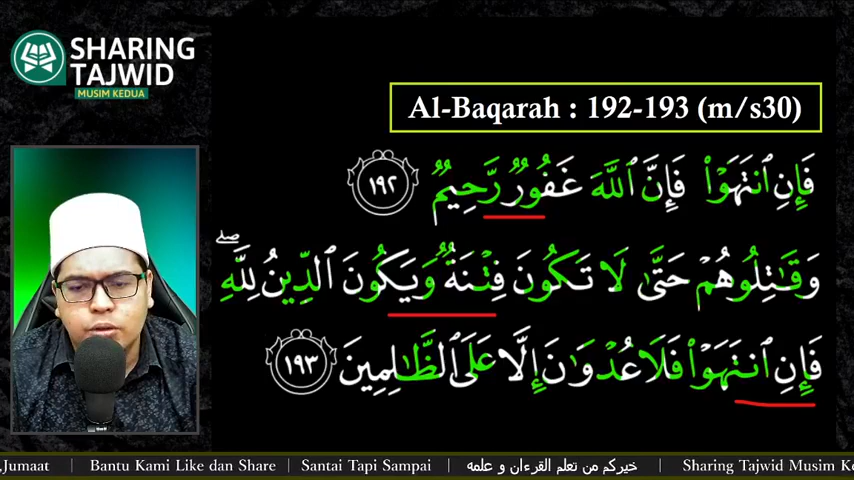 SHARING
TAJWID
MUSIM KEDUA
Al-Baqarah : 192-193 (m/s30)
فَإِنِ ٱنتَهَوْا۟ فَإِنَّ ٱللَّهَ غَفُورٌ رَّحِيمٌ ١٩٢
وَقَـٰتِلُوهُمْ حَتَّىٰ لَا تَكُونَ فِتْنَةٌ وَيَكُونَ ٱلدِّينُ لِلَّهِ ۖ
فَإِنِ ٱنتَهَوْا۟ فَلَا عُدْوَٰنَ إِلَّا عَلَى ٱلظَّـٰلِمِينَ ١٩٣
,Jumaat | Bantu Kami Like dan Share | Santai Tapi Sampai | خيركم من تعلم القرءان و علمه | Sharing Tajwid Musim Ke